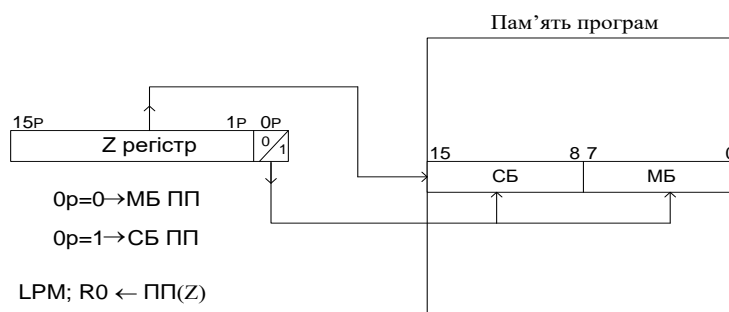 Пам’ять програм
15Р 1Р 0Р
Z регістр 0 1
15 8 7 0
СБ МБ
0р=0→МБ ПП
0р=1→СБ ПП
LPM; R0 ← ПП(Z)